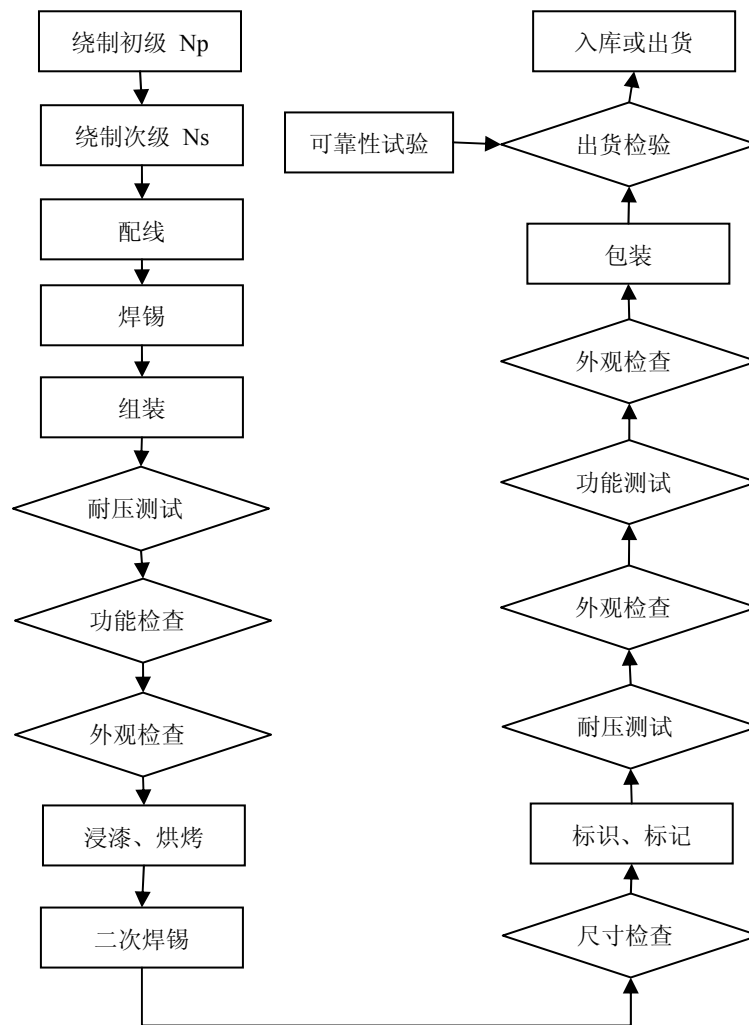 绕制初级 Np
绕制次级 Ns
配线
焊锡
组装
耐压测试
功能检查
外观检查
浸漆、烘烤
二次焊锡
入库或出货
可靠性试验
出货检验
包装
外观检查
功能测试
外观检查
耐压测试
标识、标记
尺寸检查